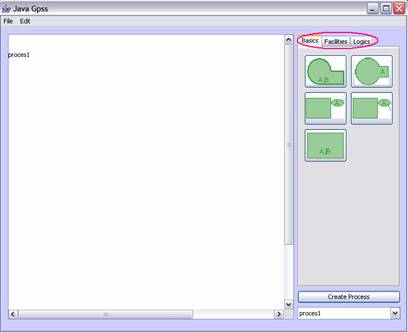 Java Gpss
File Edit
Basics Facilities Logics
proces1
A,B
A
A
A
A,B
Create Process
proces1